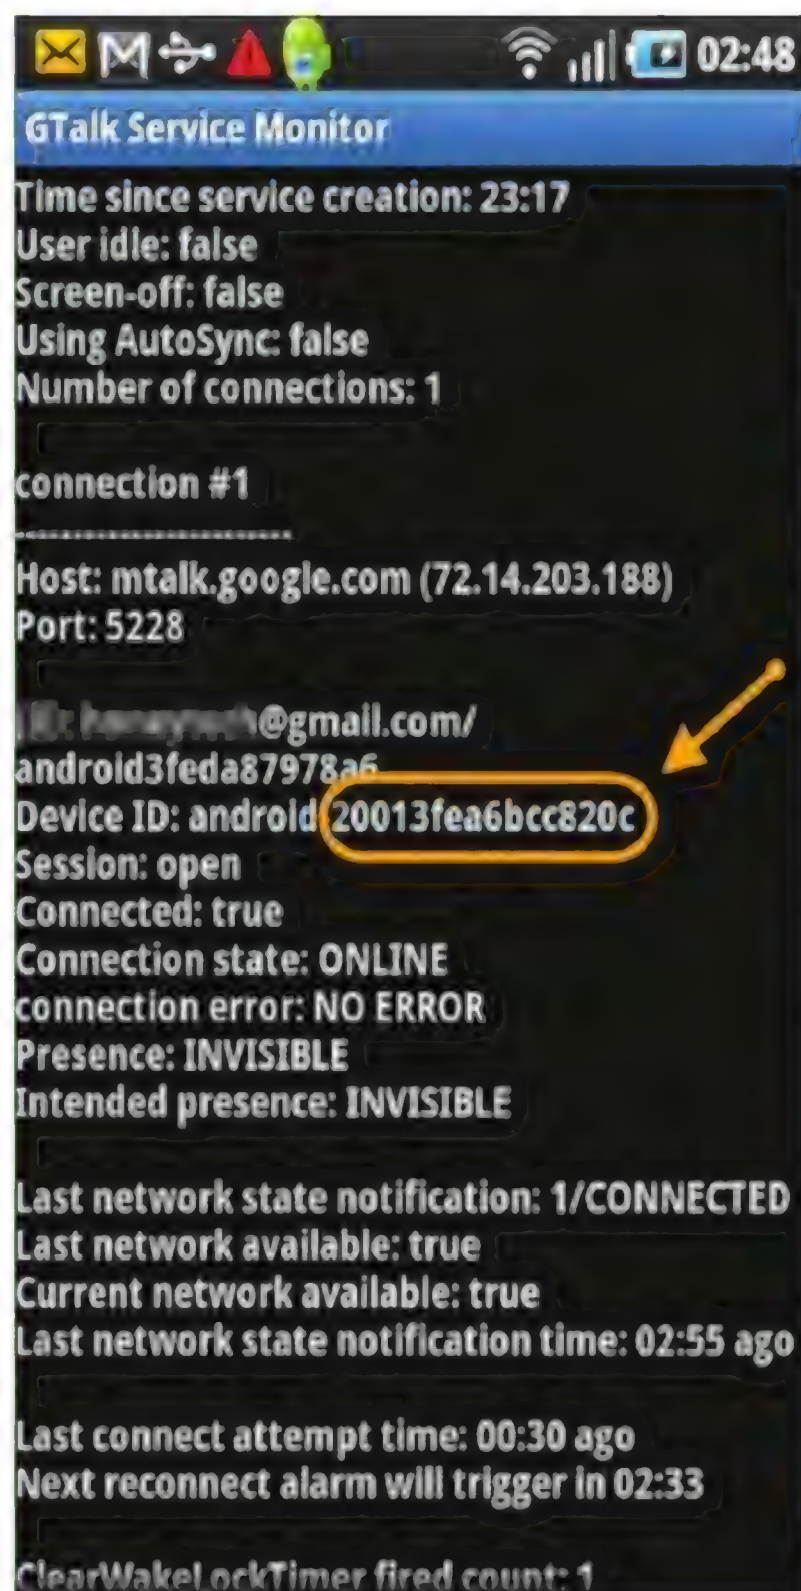 02:48
GTalk Service Monitor
Time since service creation: 23:17
User idle: false
Screen-off: false
Using AutoSync: false
Number of connections: 1
connection #1
-----------------------
Host: mtalk.google.com (72.14.203.188)
Port: 5228
@gmail.com/
android3feda87978a6
Device ID: android 20013fea6bcc820c
Session: open
Connected: true
Connection state: ONLINE
connection error: NO ERROR
Presence: INVISIBLE
Intended presence: INVISIBLE
Last network state notification: 1/CONNECTED
Last network available: true
Current network available: true
Last network state notification time: 02:55 ago
Last connect attempt time: 00:30 ago
Next reconnect alarm will trigger in 02:33
ClearWakeLockTimer fired count: 1